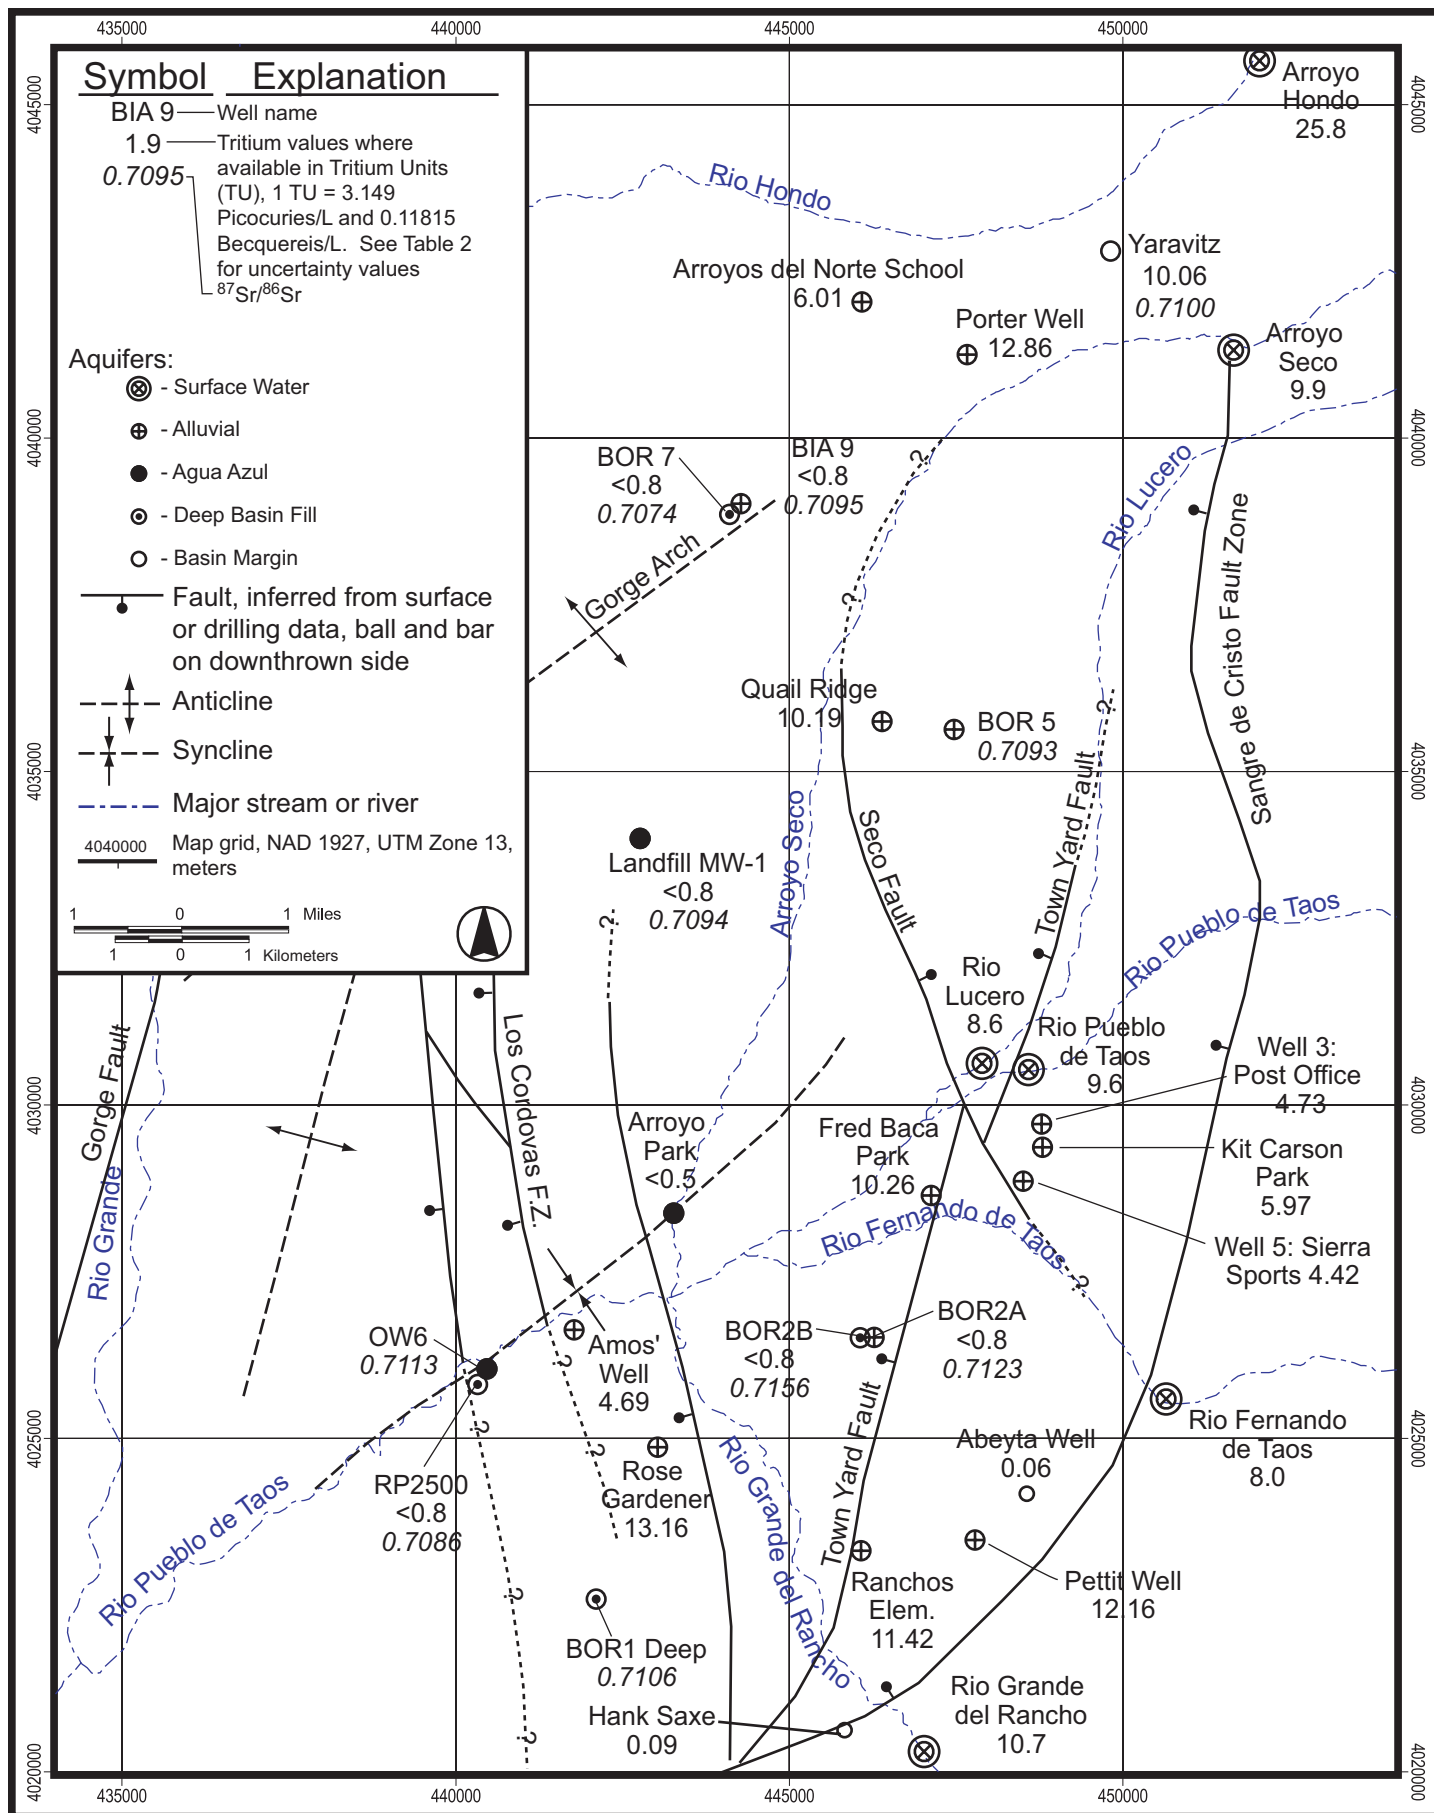 435000
440000
445000
450000
Symbol Explanation
BIA 9 Well name
1.9 Tritium values where
available in Tritium Units
0.7095
(TU), 1 TU = 3.149
Picocuries/L and 0.11815
Becquereis/L. See Table 2
for uncertainty values
87Sr/86Sr
Aquifers:
- Surface Water
- Alluvial
- Agua Azul
- Deep Basin Fill
- Basin Margin
Fault, inferred from surface
or drilling data, ball and bar
on downthrown side
Anticline
Syncline
Major stream or river
4040000
Map grid, NAD 1927, UTM Zone 13,
meters
1 0 1 Miles
1 0 1 Kilometers
4045000
4040000
4035000
4030000
4025000
4020000
4045000
4040000
4035000
4030000
4025000
4020000
Arroyo
Hondo
25.8
Rio Hondo
Yaravitz
10.06
0.7100
Arroyos del Norte School
6.01
Porter Well
12.86
Arroyo
Seco
9.9
BOR 7
<0.8
0.7074
BIA 9
<0.8
0.7095
?
?
Gorge Arch
Rio Lucero
Sangre de Cristo Fault Zone
Quail Ridge
10.19
BOR 5
0.7093
?
Town Yard Fault
Seco Fault
Arroyo Seco
Landfill MW-1
<0.8
0.7094
?
Rio Pueblo de Taos
Rio
Lucero
8.6
Rio Pueblo
de Taos
9.6
Well 3:
Post Office
4.73
Kit Carson
Park
5.97
Well 5: Sierra
Sports 4.42
Gorge Fault
Rio Grande
Los Cordovas F.Z.
Arroyo
Park
<0.5
Fred Baca
Park
10.26
Rio Fernando de Taos
?
OW6
0.7113
Amos'
Well
4.69
BOR2B
<0.8
0.7156
BOR2A
<0.8
0.7123
Rio Fernando
de Taos
8.0
?
?
RP2500
<0.8
0.7086
Rose
Gardener
13.16
Rio Grande del Rancho
Town Yard Fault
Abeyta Well
0.06
Rio Pueblo de Taos
?
Pettit Well
12.16
Ranchos
Elem.
11.42
BOR1 Deep
0.7106
?
Hank Saxe
0.09
Rio Grande
del Rancho
10.7
435000
440000
445000
450000